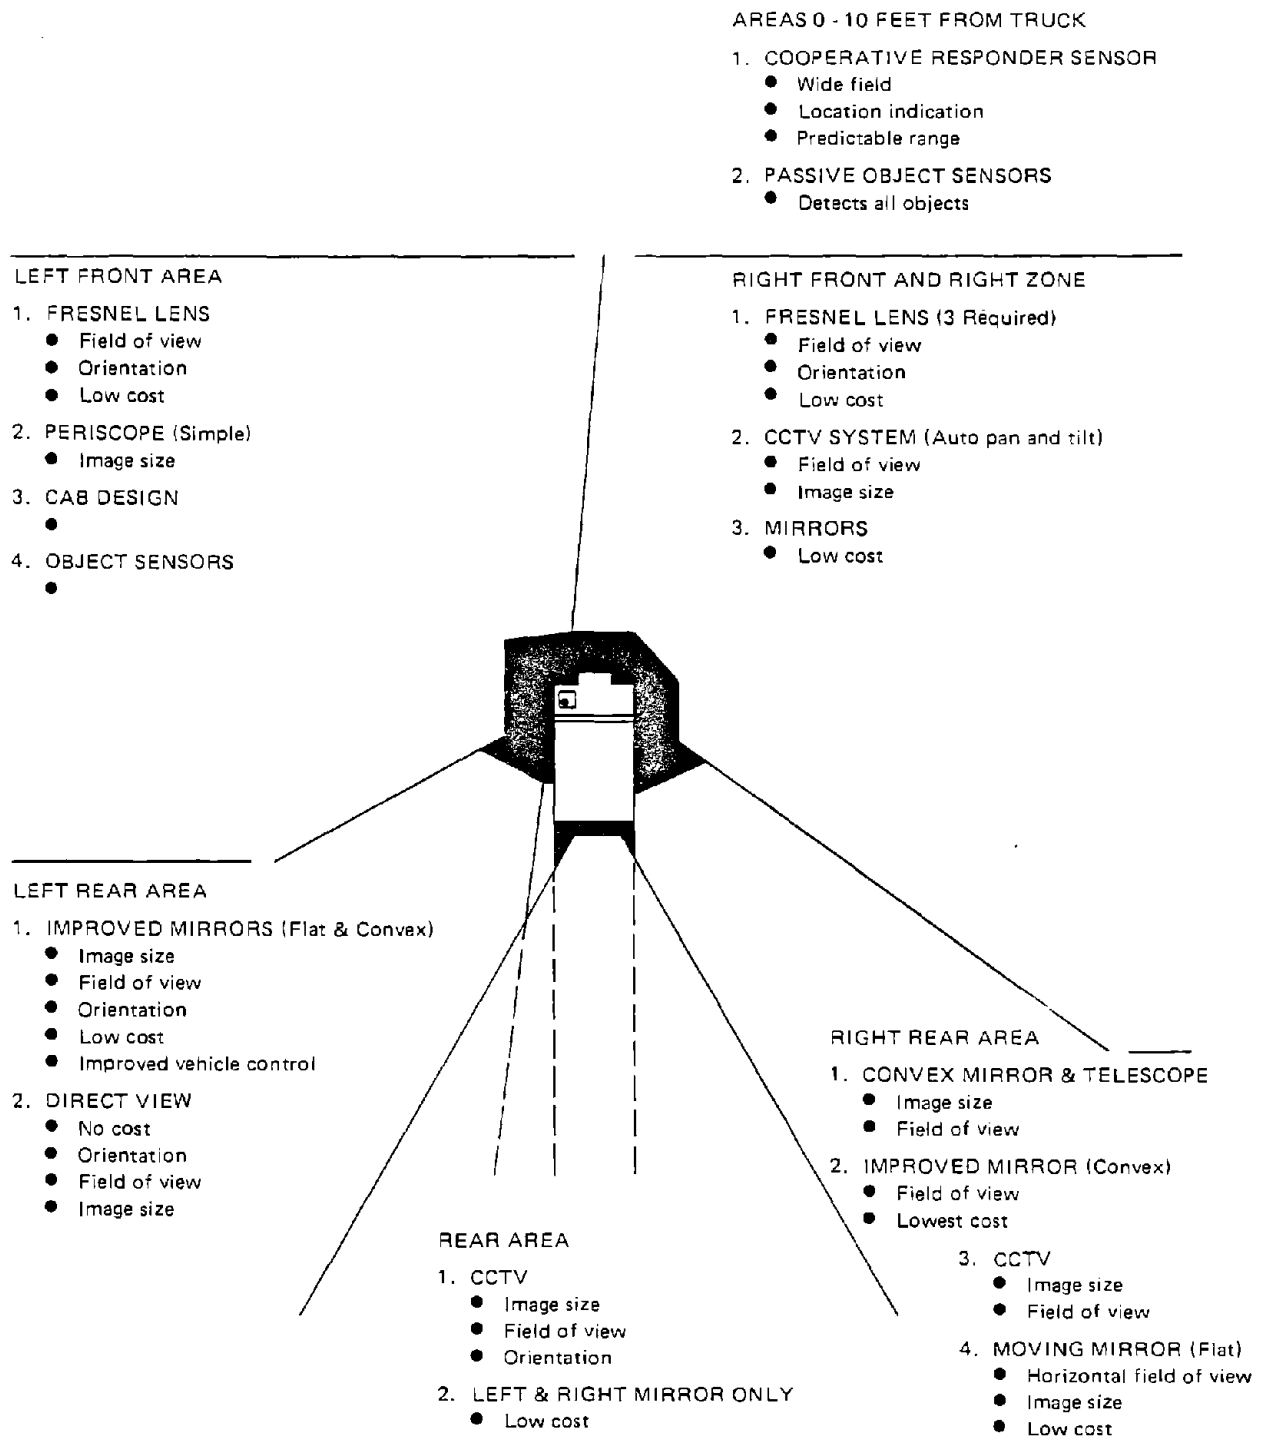 AREAS 0 - 10 FEET FROM TRUCK
1. COOPERATIVE RESPONDER SENSOR
● Wide field
● Location indication
● Predictable range
2. PASSIVE OBJECT SENSORS
● Detects all objects
LEFT FRONT AREA
1. FRESNEL LENS
● Field of view
● Orientation
● Low cost
2. PERISCOPE (Simple)
● Image size
3. CAB DESIGN
●
4. OBJECT SENSORS
●
RIGHT FRONT AND RIGHT ZONE
1. FRESNEL LENS (3 Required)
● Field of view
● Orientation
● Low cost
2. CCTV SYSTEM (Auto pan and tilt)
● Field of view
● Image size
3. MIRRORS
● Low cost
LEFT REAR AREA
1. IMPROVED MIRRORS (Flat & Convex)
● Image size
● Field of view
● Orientation
● Low cost
● Improved vehicle control
2. DIRECT VIEW
● No cost
● Orientation
● Field of view
● Image size
REAR AREA
1. CCTV
● Image size
● Field of view
● Orientation
2. LEFT & RIGHT MIRROR ONLY
● Low cost
RIGHT REAR AREA
1. CONVEX MIRROR & TELESCOPE
● Image size
● Field of view
2. IMPROVED MIRROR (Convex)
● Field of view
● Lowest cost
3. CCTV
● Image size
● Field of view
4. MOVING MIRROR (Flat)
● Horizontal field of view
● Image size
● Low cost